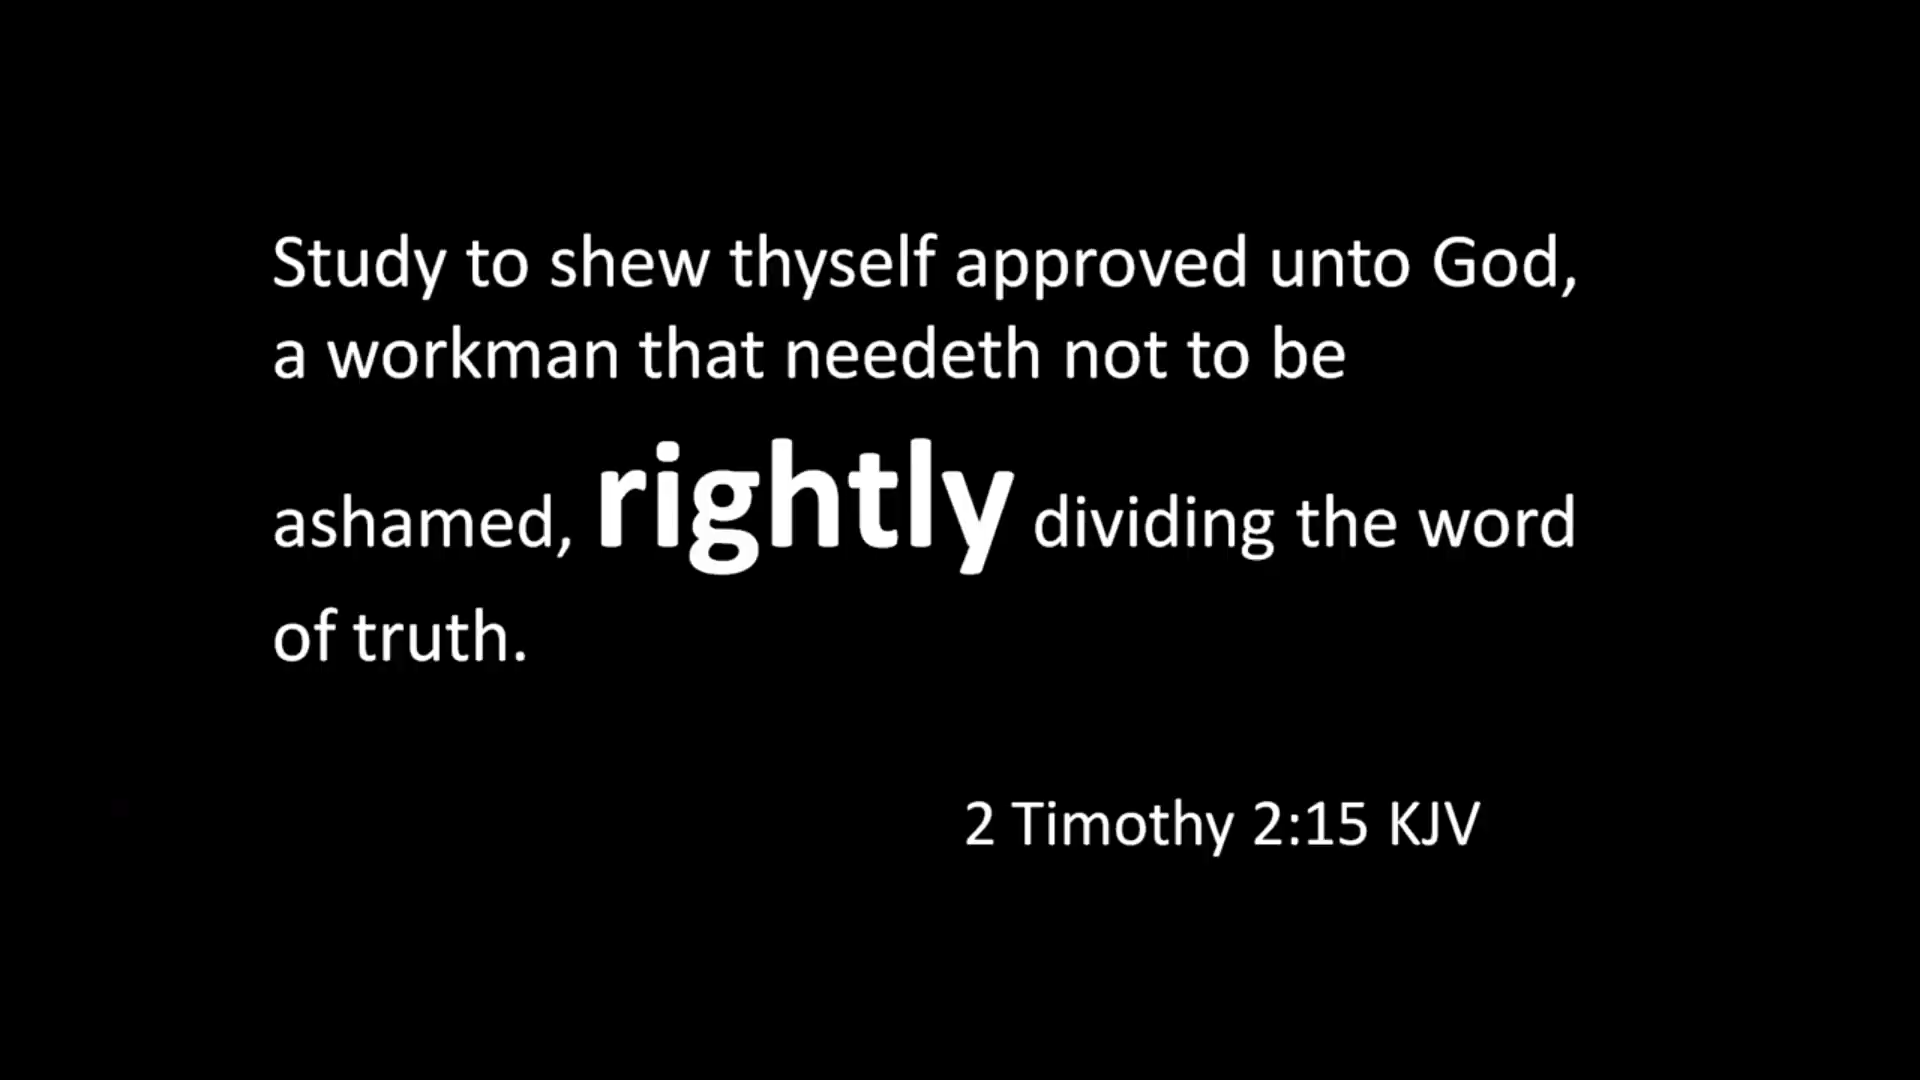 Study to shew thyself approved unto God,
a workman that needeth not to be
ashamed, rightly dividing the word
of truth.
2 Timothy 2:15 KJV